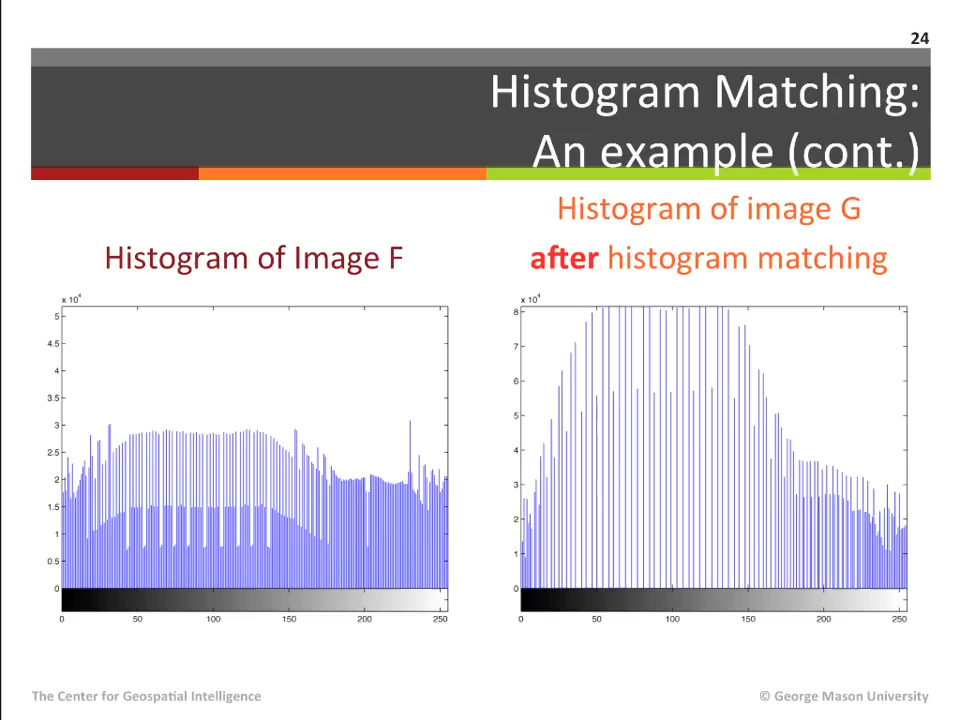 24
Histogram Matching:
An example (cont.)
Histogram of Image F
Histogram of image G
after histogram matching
x 10^4
5
4.5
4
3.5
3
2.5
2
1.5
1
0.5
0
0 50 100 150 200 250
x 10^4
8
7
6
5
4
3
2
1
0
0 50 100 150 200 250
The Center for Geospatial Intelligence
© George Mason University